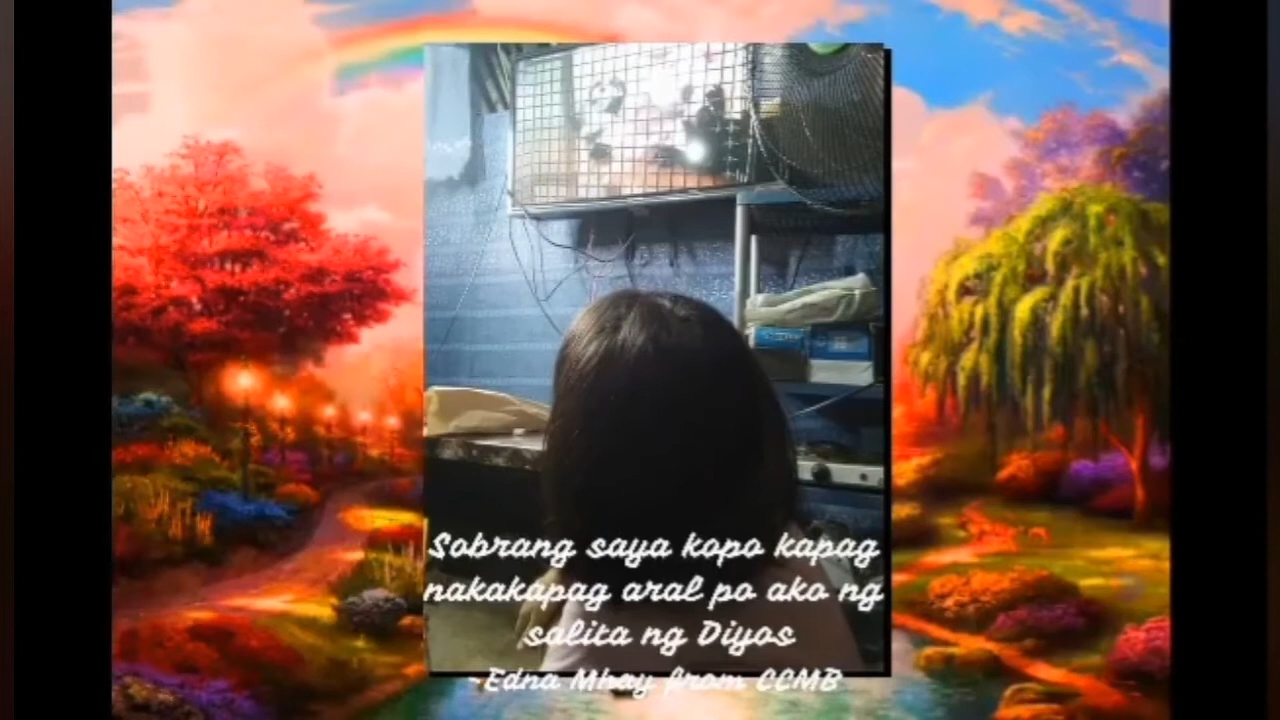 Sobrang saya kopo kapag
nakakapag aral po ako ng
salita ng Diyos
-Edna Mhay from CCMB